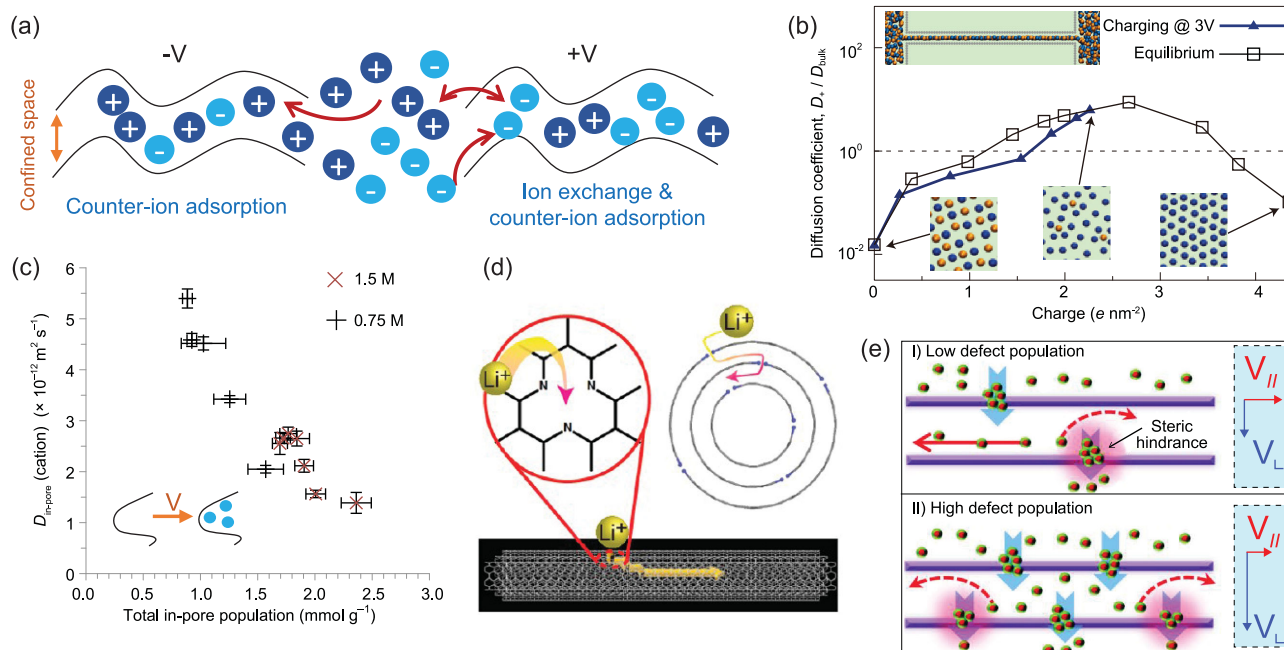 (a)
-V
+V
Confined space
+ + - + - + + + + - + - - - - - - + + - - - +
Counter-ion adsorption
Ion exchange &
counter-ion adsorption
(b)
Charging @ 3V
Equilibrium
Diffusion coefficient, D₊ / D_bulk
10²
10⁰
10⁻²
0 1 2 3 4
Charge (e nm⁻²)
(c)
1.5 M
0.75 M
D_in-pore (cation) (× 10⁻¹² m² s⁻¹)
6
5
4
3
2
1
0
V
0.0 0.5 1.0 1.5 2.0 2.5 3.0
Total in-pore population (mmol g⁻¹)
(d)
Li⁺
Li⁺
N N
N
Li⁺
(e)
I) Low defect population
Steric
hindrance
V//
V⊥
II) High defect population
V//
V⊥